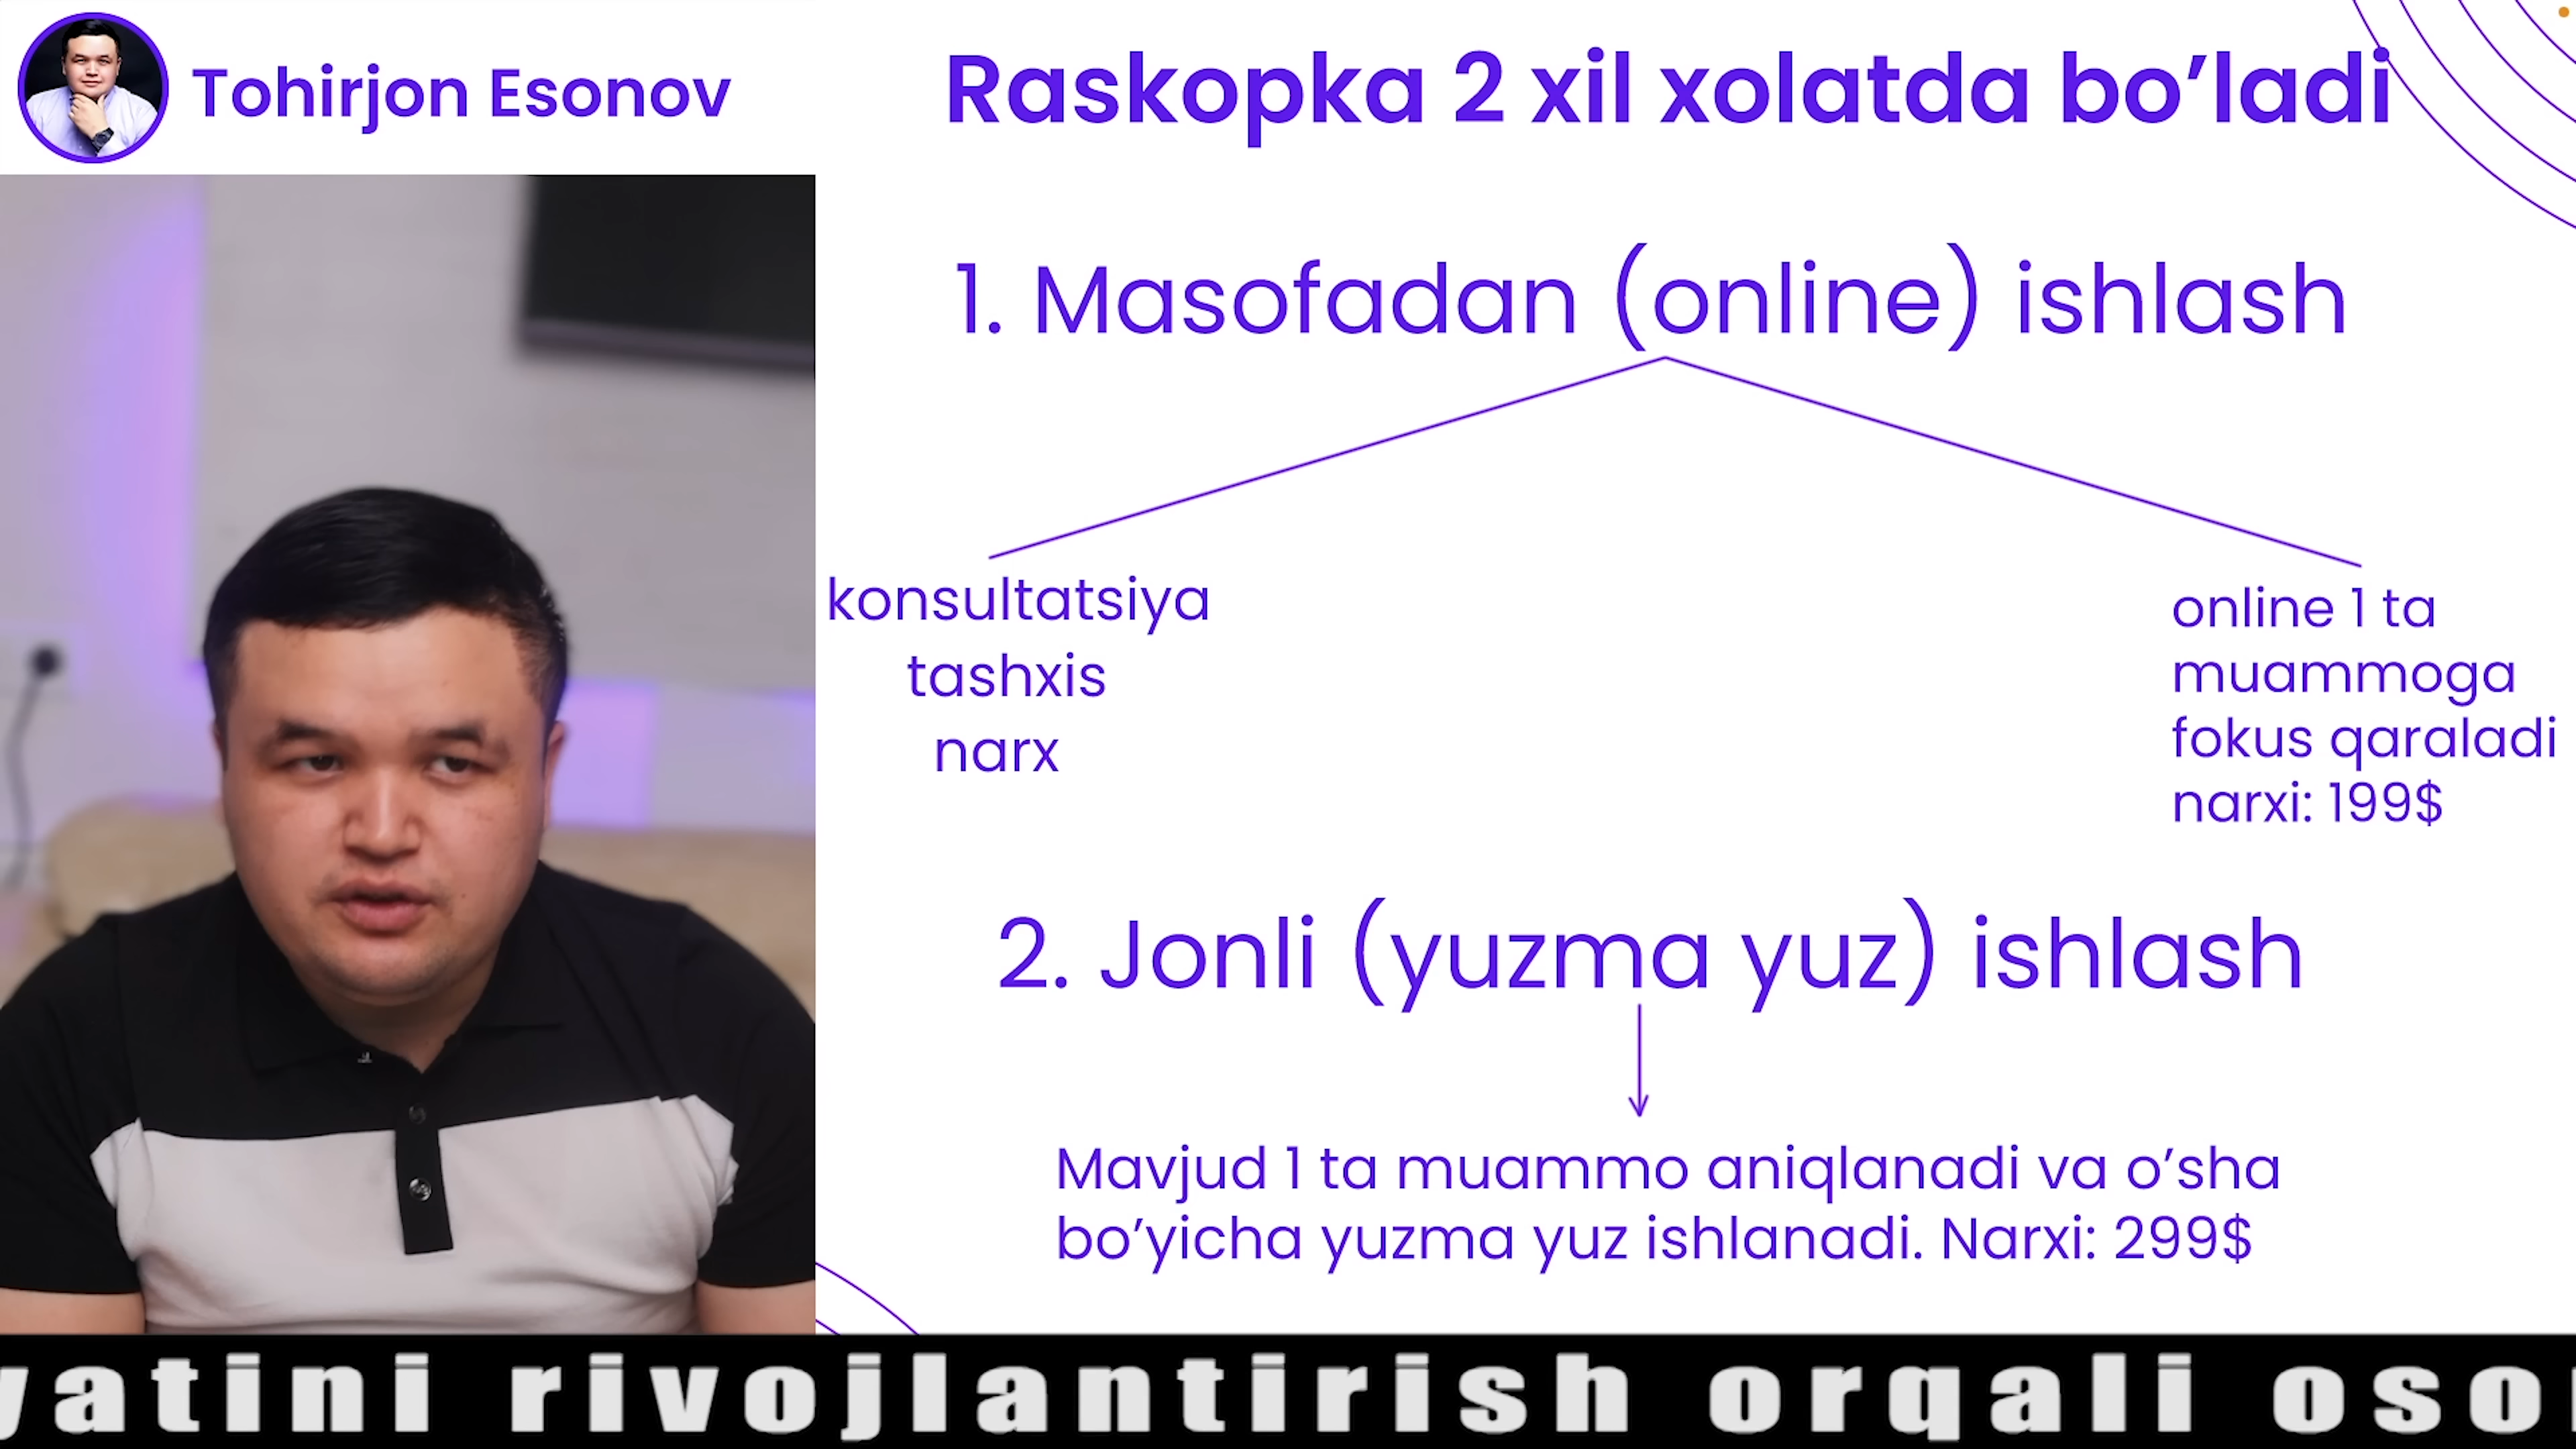 Tohirjon Esonov
Raskopka 2 xil xolatda bo’ladi
1. Masofadan (online) ishlash
konsultatsiya
tashxis
narx
online 1 ta
muammoga
fokus qaraladi
narxi: 199$
2. Jonli (yuzma yuz) ishlash
Mavjud 1 ta muammo aniqlanadi va o’sha
bo’yicha yuzma yuz ishlanadi. Narxi: 299$
yatini rivojlantirish orqali oso